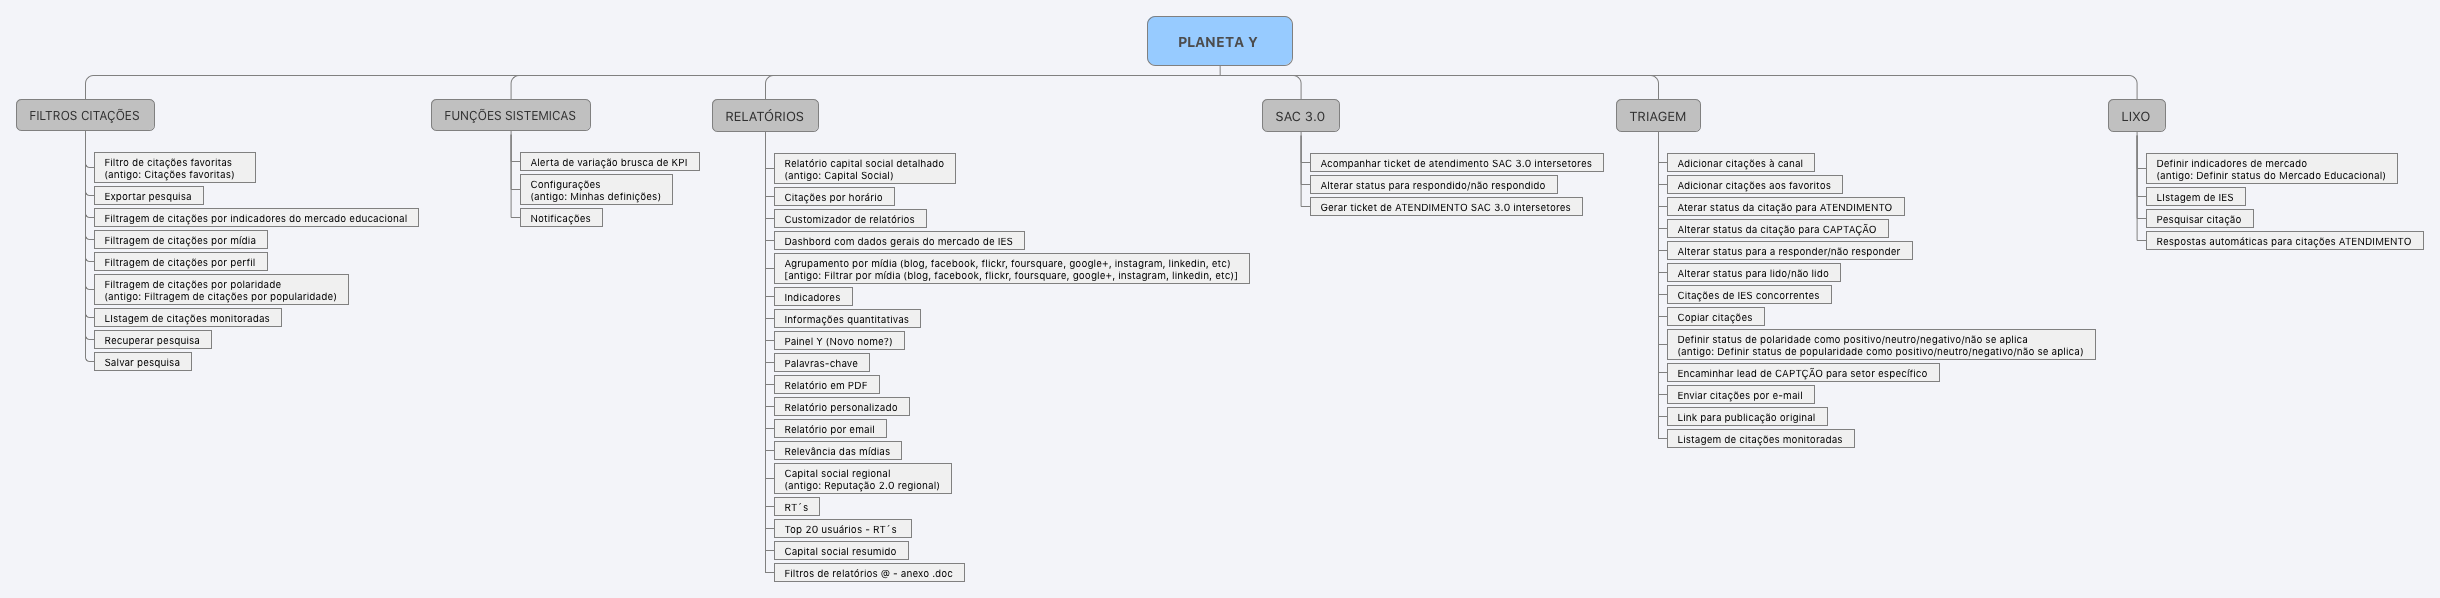 PLANETA Y
FILTROS CITAÇÕES
Filtro de citações favoritas
(antigo: Citações favoritas)
Exportar pesquisa
Filtragem de citações por indicadores do mercado educacional
Filtragem de citações por mídia
Filtragem de citações por perfil
Filtragem de citações por polaridade
(antigo: Filtragem de citações por popularidade)
LIstagem de citações monitoradas
Recuperar pesquisa
Salvar pesquisa
FUNÇÕES SISTEMICAS
Alerta de variação brusca de KPI
Configurações
(antigo: Minhas definições)
Notificações
RELATÓRIOS
Relatório capital social detalhado
(antigo: Capital Social)
Citações por horário
Customizador de relatórios
Dashbord com dados gerais do mercado de IES
Agrupamento por mídia (blog, facebook, flickr, foursquare, google+, instagram, linkedin, etc)
[antigo: Filtrar por mídia (blog, facebook, flickr, foursquare, google+, instagram, linkedin, etc)]
Indicadores
Informações quantitativas
Painel Y (Novo nome?)
Palavras-chave
Relatório em PDF
Relatório personalizado
Relatório por email
Relevância das mídias
Capital social regional
(antigo: Reputação 2.0 regional)
RT´s
Top 20 usuários - RT´s
Capital social resumido
Filtros de relatórios @ - anexo .doc
SAC 3.0
Acompanhar ticket de atendimento SAC 3.0 intersetores
Alterar status para respondido/não respondido
Gerar ticket de ATENDIMENTO SAC 3.0 intersetores
TRIAGEM
Adicionar citações à canal
Adicionar citações aos favoritos
Aterar status da citação para ATENDIMENTO
Alterar status da citação para CAPTAÇÃO
Alterar status para a responder/não responder
Alterar status para lido/não lido
Citações de IES concorrentes
Copiar citações
Definir status de polaridade como positivo/neutro/negativo/não se aplica
(antigo: Definir status de popularidade como positivo/neutro/negativo/não se aplica)
Encaminhar lead de CAPTÇÃO para setor específico
Enviar citações por e-mail
Link para publicação original
Listagem de citações monitoradas
LIXO
Definir indicadores de mercado
(antigo: Definir status do Mercado Educacional)
LIstagem de IES
Pesquisar citação
Respostas automáticas para citações ATENDIMENTO